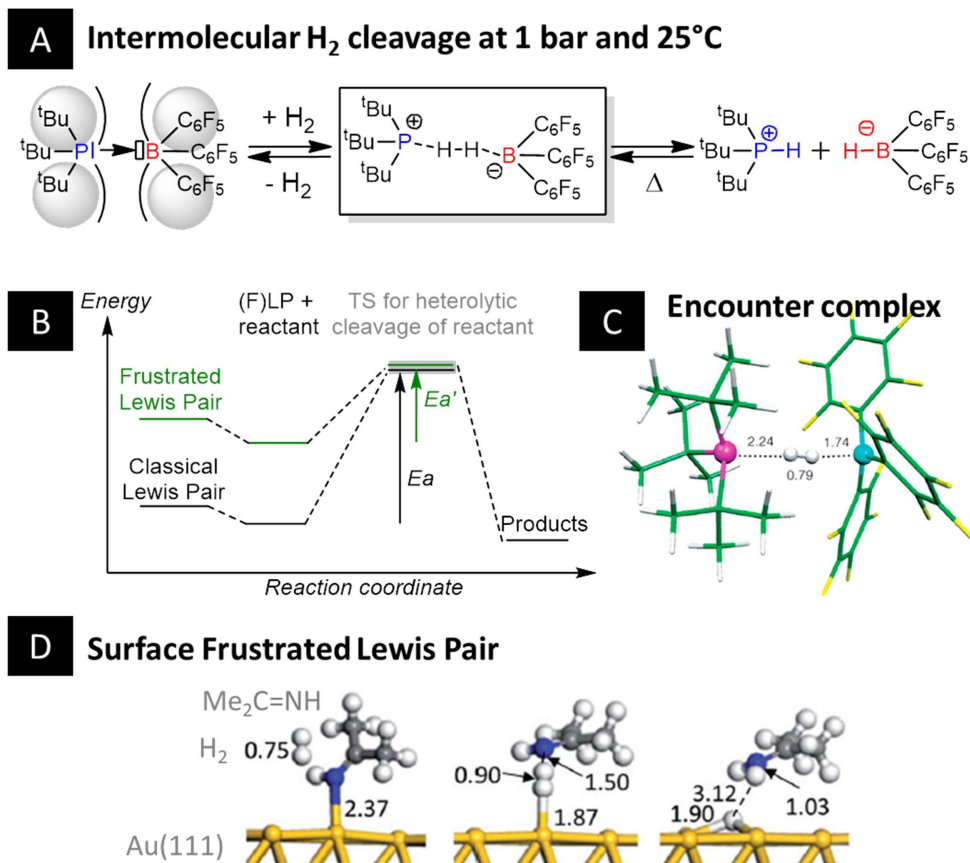 A Intermolecular H₂ cleavage at 1 bar and 25°C
ᵗBu
ᵗBu
ᵗBu
PI
B
C₆F₅
C₆F₅
C₆F₅
+ H₂
- H₂
ᵗBu
ᵗBu
ᵗBu
⊕
P
H
H
⊖
B
C₆F₅
C₆F₅
C₆F₅
Δ
ᵗBu
ᵗBu
ᵗBu
⊕
P
H
+
⊖
H
B
C₆F₅
C₆F₅
C₆F₅
B
Energy
(F)LP +
reactant
TS for heterolytic
cleavage of reactant
Frustrated
Lewis Pair
Classical
Lewis Pair
Ea'
Ea
Products
Reaction coordinate
C Encounter complex
2.24
1.74
0.79
D Surface Frustrated Lewis Pair
Me₂C=NH
H₂
0.75
2.37
Au(111)
0.90
1.50
1.87
3.12
1.90
1.03